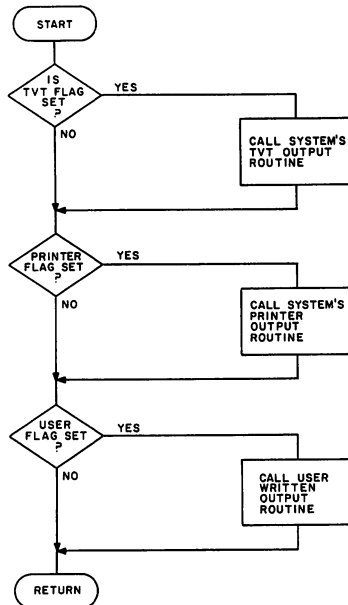 START
IS
TVT FLAG
SET
?
YES
NO
CALL SYSTEM'S
TVT OUTPUT
ROUTINE
PRINTER
FLAG SET
?
YES
NO
CALL SYSTEM'S
PRINTER
OUTPUT
ROUTINE
USER
FLAG SET
?
YES
NO
CALL USER
WRITTEN
OUTPUT
ROUTINE
RETURN